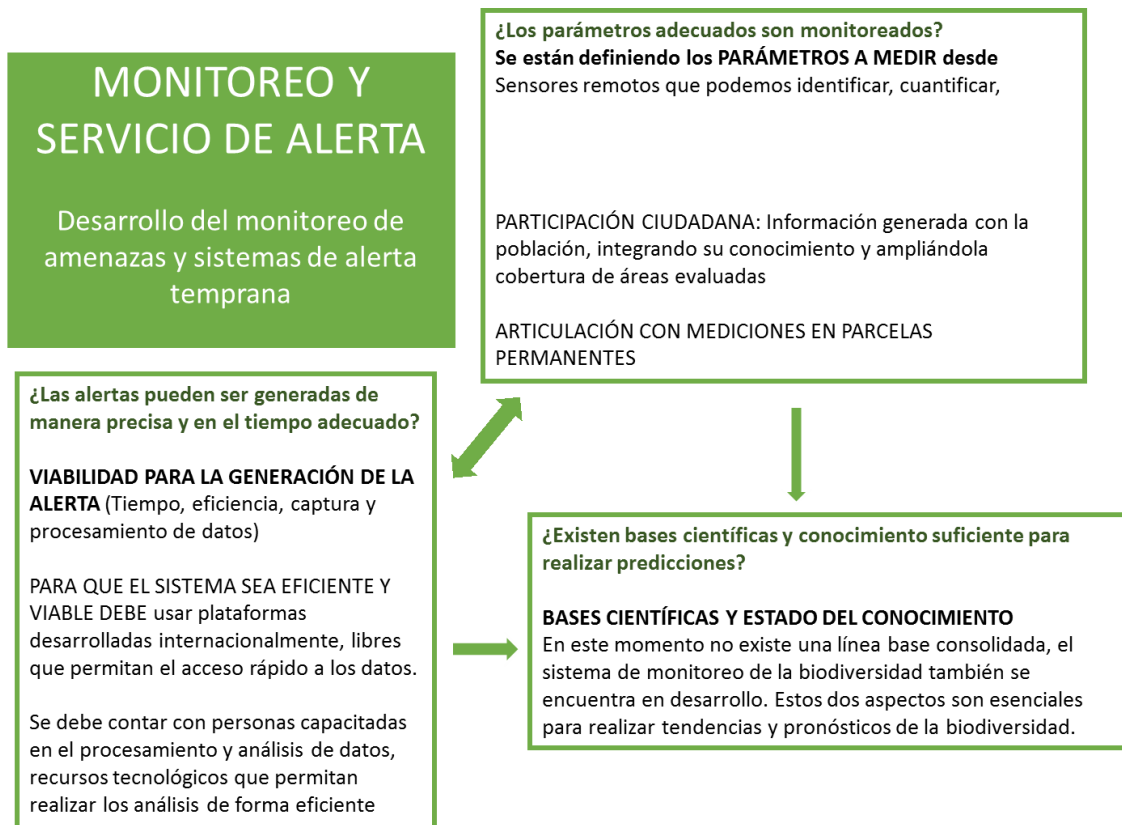 MONITOREO Y
SERVICIO DE ALERTA
Desarrollo del monitoreo de
amenazas y sistemas de alerta
temprana
¿Los parámetros adecuados son monitoreados?
Se están definiendo los PARÁMETROS A MEDIR desde
Sensores remotos que podemos identificar, cuantificar,
PARTICIPACIÓN CIUDADANA: Información generada con la
población, integrando su conocimiento y ampliándola
cobertura de áreas evaluadas
ARTICULACIÓN CON MEDICIONES EN PARCELAS
PERMANENTES
¿Las alertas pueden ser generadas de
manera precisa y en el tiempo adecuado?
VIABILIDAD PARA LA GENERACIÓN DE LA
ALERTA (Tiempo, eficiencia, captura y
procesamiento de datos)
PARA QUE EL SISTEMA SEA EFICIENTE Y
VIABLE DEBE usar plataformas
desarrolladas internacionalmente, libres
que permitan el acceso rápido a los datos.
Se debe contar con personas capacitadas
en el procesamiento y análisis de datos,
recursos tecnológicos que permitan
realizar los análisis de forma eficiente
¿Existen bases científicas y conocimiento suficiente para
realizar predicciones?
BASES CIENTÍFICAS Y ESTADO DEL CONOCIMIENTO
En este momento no existe una línea base consolidada, el
sistema de monitoreo de la biodiversidad también se
encuentra en desarrollo. Estos dos aspectos son esenciales
para realizar tendencias y pronósticos de la biodiversidad.